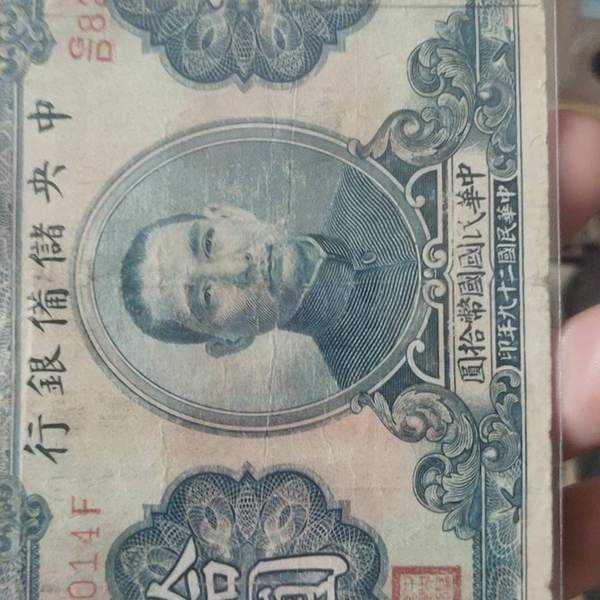 中央儲備銀行
G/D 82
014F
中華民國國幣拾圓
中華民國二十九年印